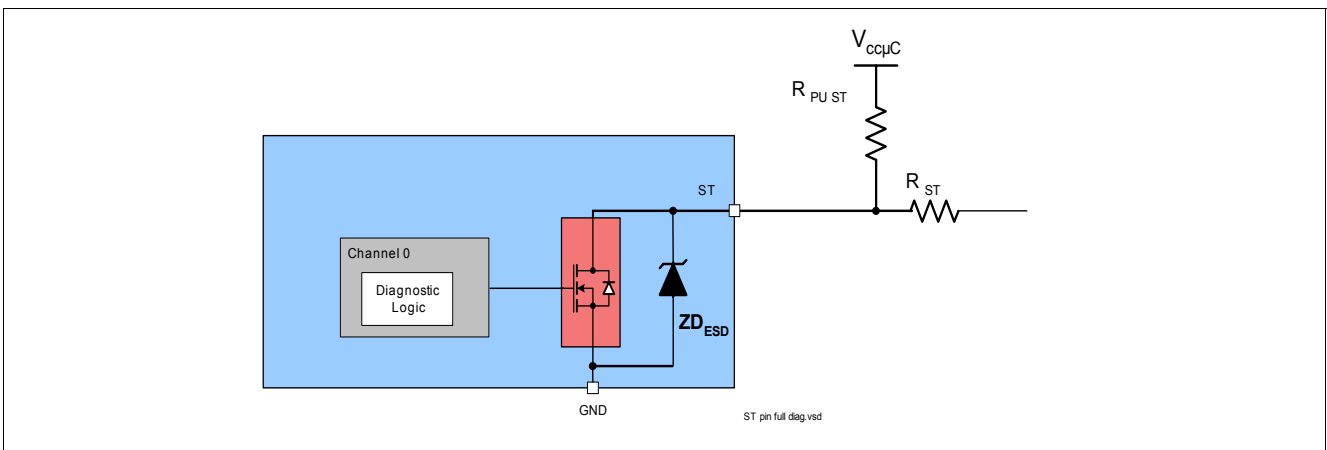 VccµC
R PU ST
R ST
ST
Channel 0
Diagnostic
Logic
ZDESD
GND
ST pin full diag.vsd